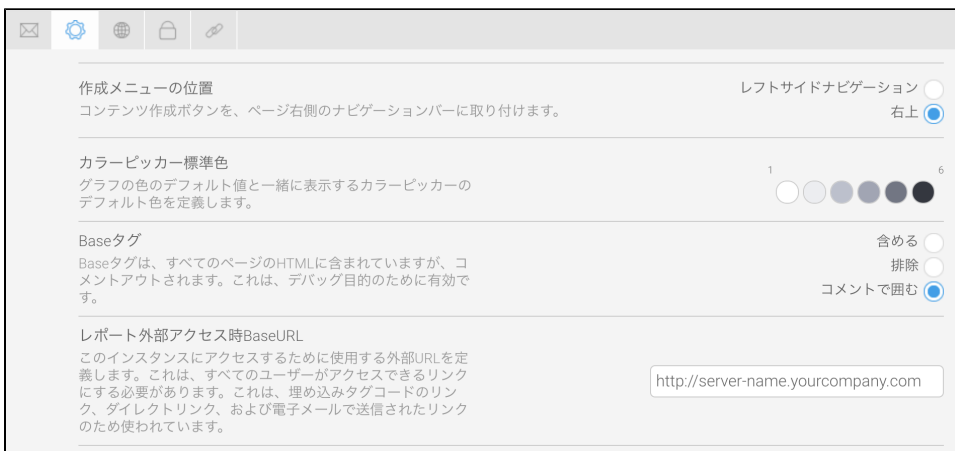 作成メニューの位置
レフトサイドナビゲーション
コンテンツ作成ボタンを、ページ右側のナビゲーションバーに取り付けます。
右上
カラーピッカー標準色
1
6
グラフの色のデフォルト値と一緒に表示するカラーピッカーの
デフォルト色を定義します。
Baseタグ
含める
Baseタグは、すべてのページのHTMLに含まれていますが、コ
メントアウトされます。これは、デバッグ目的のために有効で
す。
排除
コメントで囲む
レポート外部アクセス時BaseURL
このインスタンスにアクセスするために使用する外部URLを定
義します。これは、すべてのユーザーがアクセスできるリンク
にする必要があります。これは、埋め込みタグコードのリン
ク、ダイレクトリンク、および電子メールで送信されたリンク
のため使われています。
http://server-name.yourcompany.com